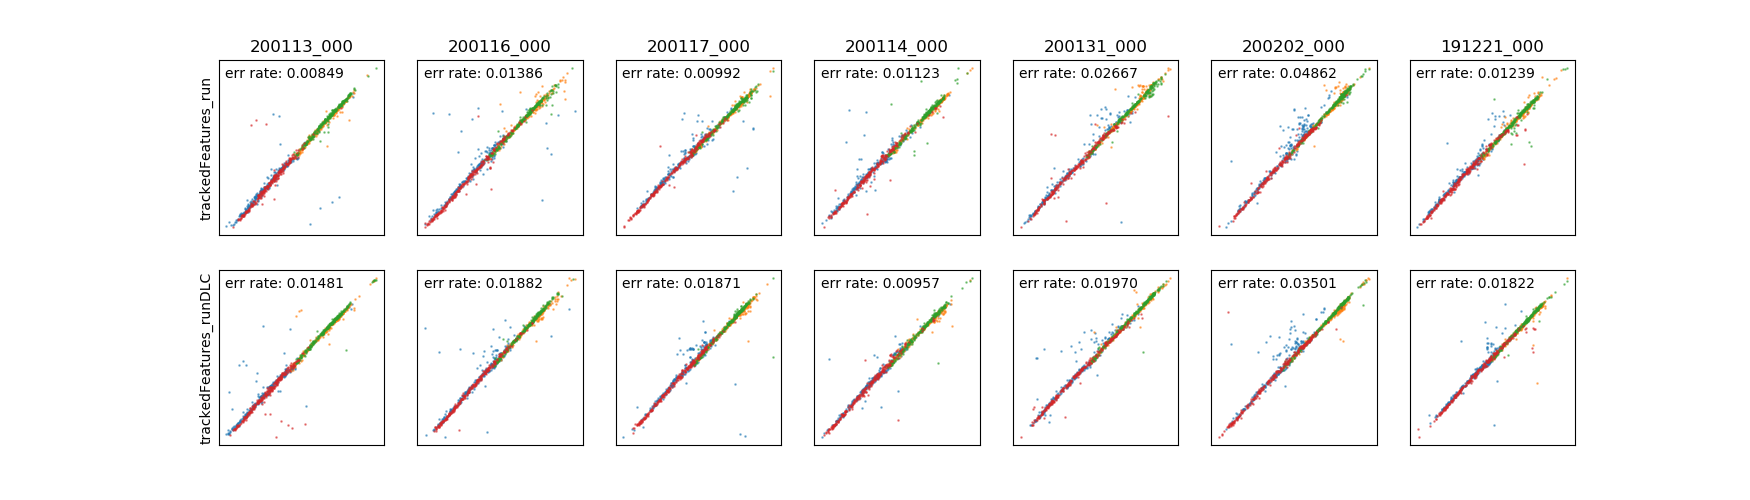 200113_000 200116_000 200117_000 200114_000 200131_000 200202_000 191221_000
trackedFeatures_run
err rate: 0.00849 err rate: 0.01386 err rate: 0.00992 err rate: 0.01123 err rate: 0.02667 err rate: 0.04862 err rate: 0.01239
trackedFeatures_runDLC
err rate: 0.01481 err rate: 0.01882 err rate: 0.01871 err rate: 0.00957 err rate: 0.01970 err rate: 0.03501 err rate: 0.01822